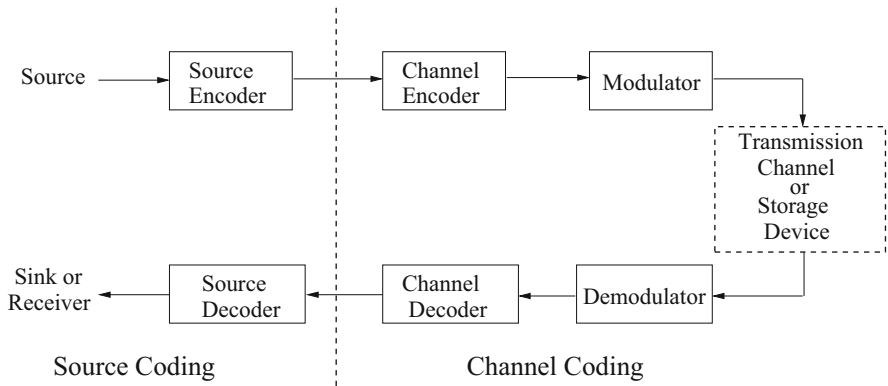 Source
Source
Encoder
Channel
Encoder
Modulator
Transmission
Channel
or
Storage
Device
Sink or
Receiver
Source
Decoder
Channel
Decoder
Demodulator
Source Coding
Channel Coding